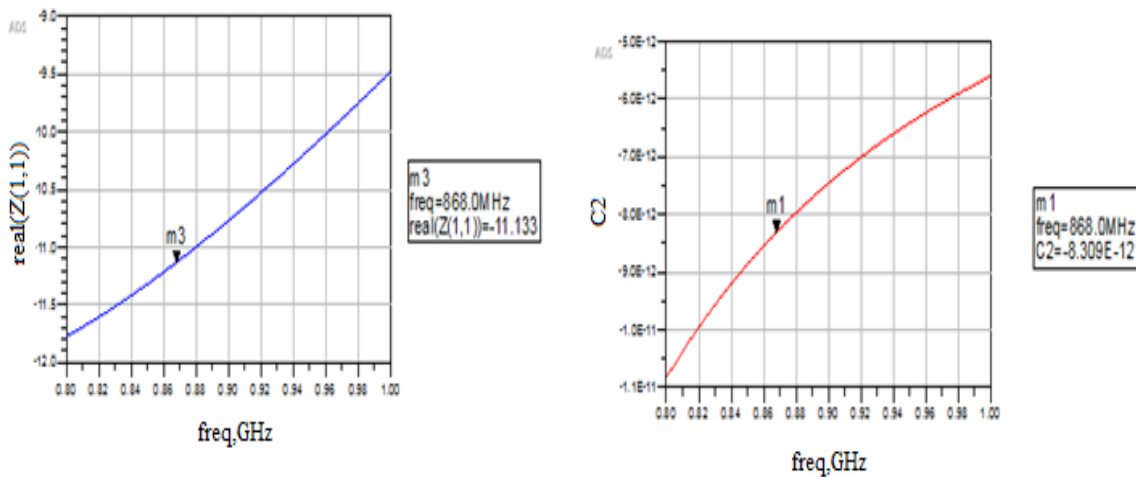 ADS
-9.0
-9.5
-10.0
-10.5
-11.0
-11.5
-12.0
real(Z(1,1))
m3
0.80 0.82 0.84 0.86 0.88 0.90 0.92 0.94 0.96 0.98 1.00
freq,GHz
m3
freq=868.0MHz
real(Z(1,1))=-11.133
ADS
-5.0E-12
-6.0E-12
-7.0E-12
-8.0E-12
-9.0E-12
-1.0E-11
-1.1E-11
C2
m1
0.80 0.82 0.84 0.86 0.88 0.90 0.92 0.94 0.96 0.98 1.00
freq,GHz
m1
freq=868.0MHz
C2=-8.309E-12